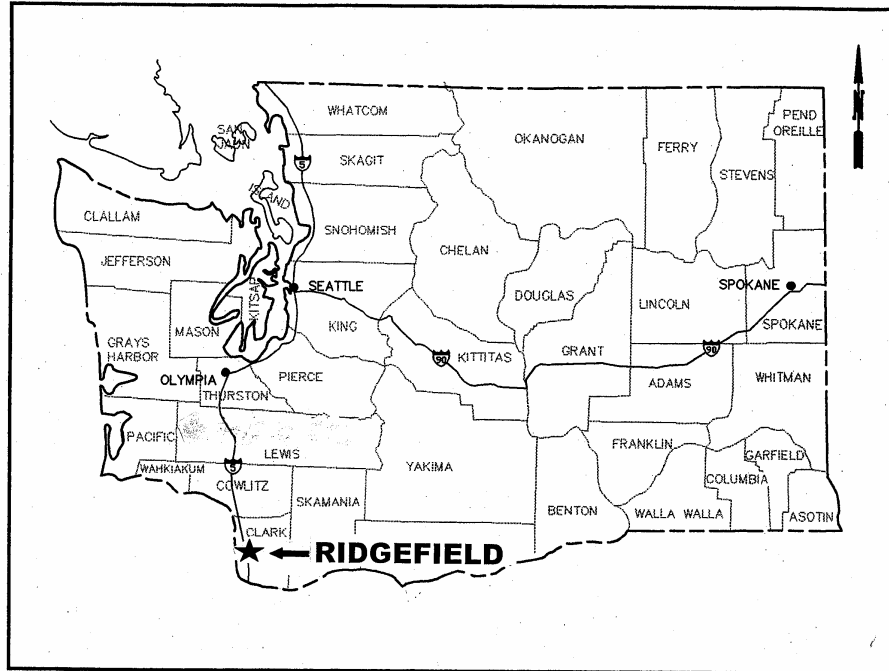 N
WHATCOM
PEND
OREILLE
SAN
JAUN
OKANOGAN
FERRY
5
SKAGIT
STEVENS
ISLAND
CLALLAM
SNOHOMISH
CHELAN
JEFFERSON
SEATTLE
SPOKANE
KITSAP
DOUGLAS
LINCOLN
MASON
KING
SPOKANE
GRAYS
HARBOR
90
KITTITAS
GRANT
90
OLYMPIA
PIERCE
ADAMS
WHITMAN
THURSTON
PACIFIC
LEWIS
FRANKLIN
GARFIELD
WAHKIAKUM
5
YAKIMA
COLUMBIA
COWLITZ
SKAMANIA
BENTON
WALLA WALLA
ASOTIN
CLARK
RIDGEFIELD